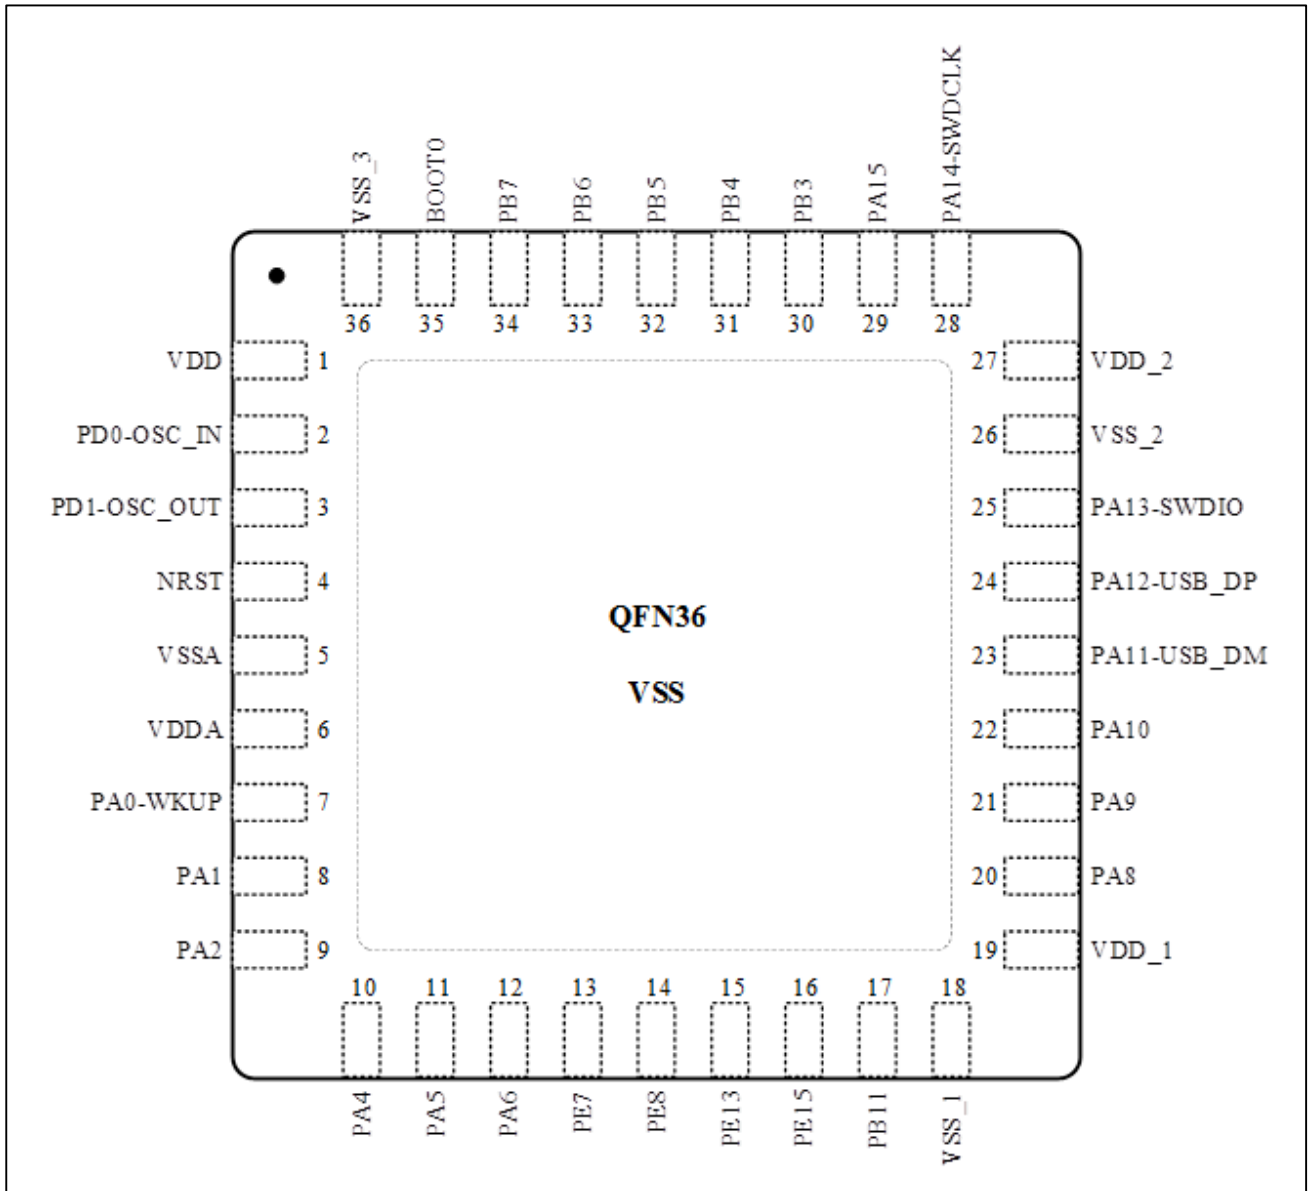 VSS_3
BOOT0
PB7
PB6
PB5
PB4
PB3
PA15
PA14-SWDCLK
36 35 34 33 32 31 30 29 28
VDD 1 27 VDD_2
PD0-OSC_IN 2 26 VSS_2
PD1-OSC_OUT 3 25 PA13-SWDIO
NRST 4 24 PA12-USB_DP
QFN36
VSSA 5 23 PA11-USB_DM
VSS
VDDA 6 22 PA10
PA0-WKUP 7 21 PA9
PA1 8 20 PA8
PA2 9 19 VDD_1
10 11 12 13 14 15 16 17 18
PA4
PA5
PA6
PE7
PE8
PE13
PE15
PB11
VSS_1